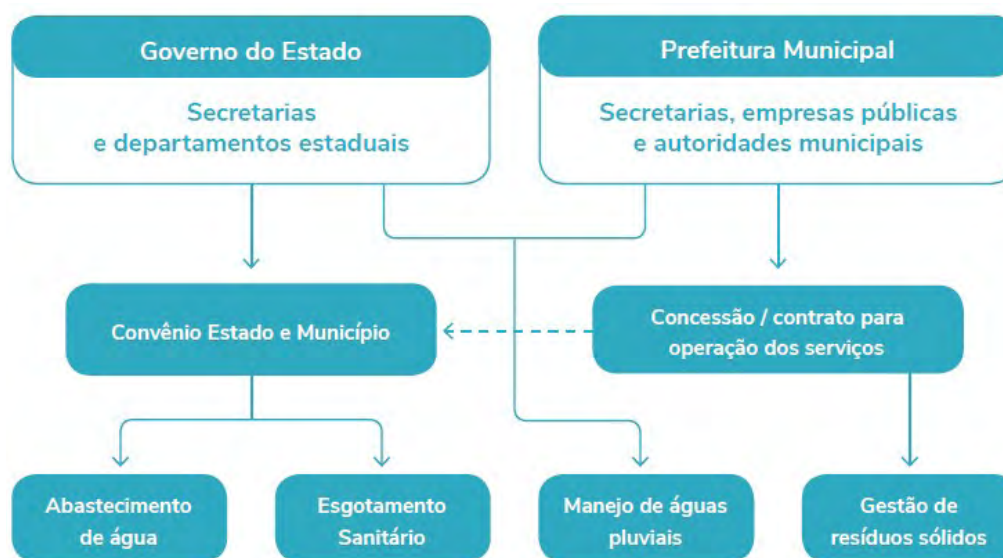 Governo do Estado
Secretarias
e departamentos estaduais
Prefeitura Municipal
Secretarias, empresas públicas
e autoridades municipais
Convênio Estado e Município
Concessão / contrato para
operação dos serviços
Abastecimento
de água
Esgotamento
Sanitário
Manejo de águas
pluviais
Gestão de
resíduos sólidos